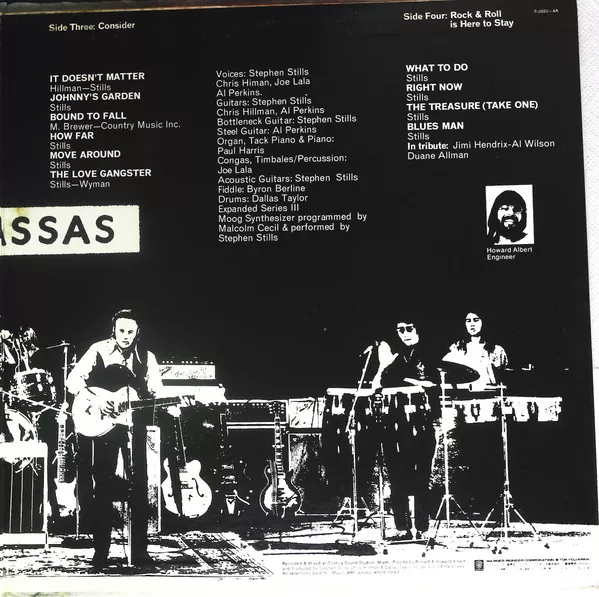 Side Three: Consider
IT DOESN'T MATTER
Hillman—Stills
JOHNNY'S GARDEN
Stills
BOUND TO FALL
M. Brewer—Country Music Inc.
HOW FAR
Stills
MOVE AROUND
Stills
THE LOVE GANGSTER
Stills—Wyman
Voices: Stephen Stills
Chris Himan, Joe Lala
Al Perkins.
Guitars: Stephen Stills
Chris Hillman, Al Perkins
Bottleneck Guitar: Stephen Stills
Steel Guitar: Al Perkins
Organ, Tack Piano & Piano:
Paul Harris
Congas, Timbales/Percussion:
Joe Lala
Acoustic Guitars: Stephen Stills
Fiddle: Byron Berline
Drums: Dallas Taylor
Expanded Series III
Moog Synthesizer programmed by
Malcolm Cecil & performed by
Stephen Stills
Side Four: Rock & Roll
is Here to Stay
WHAT TO DO
Stills
RIGHT NOW
Stills
THE TREASURE (TAKE ONE)
Stills
BLUES MAN
Stills
In tribute: Jimi Hendrix-Al Wilson
Duane Allman
Howard Albert
Engineer
ASSAS